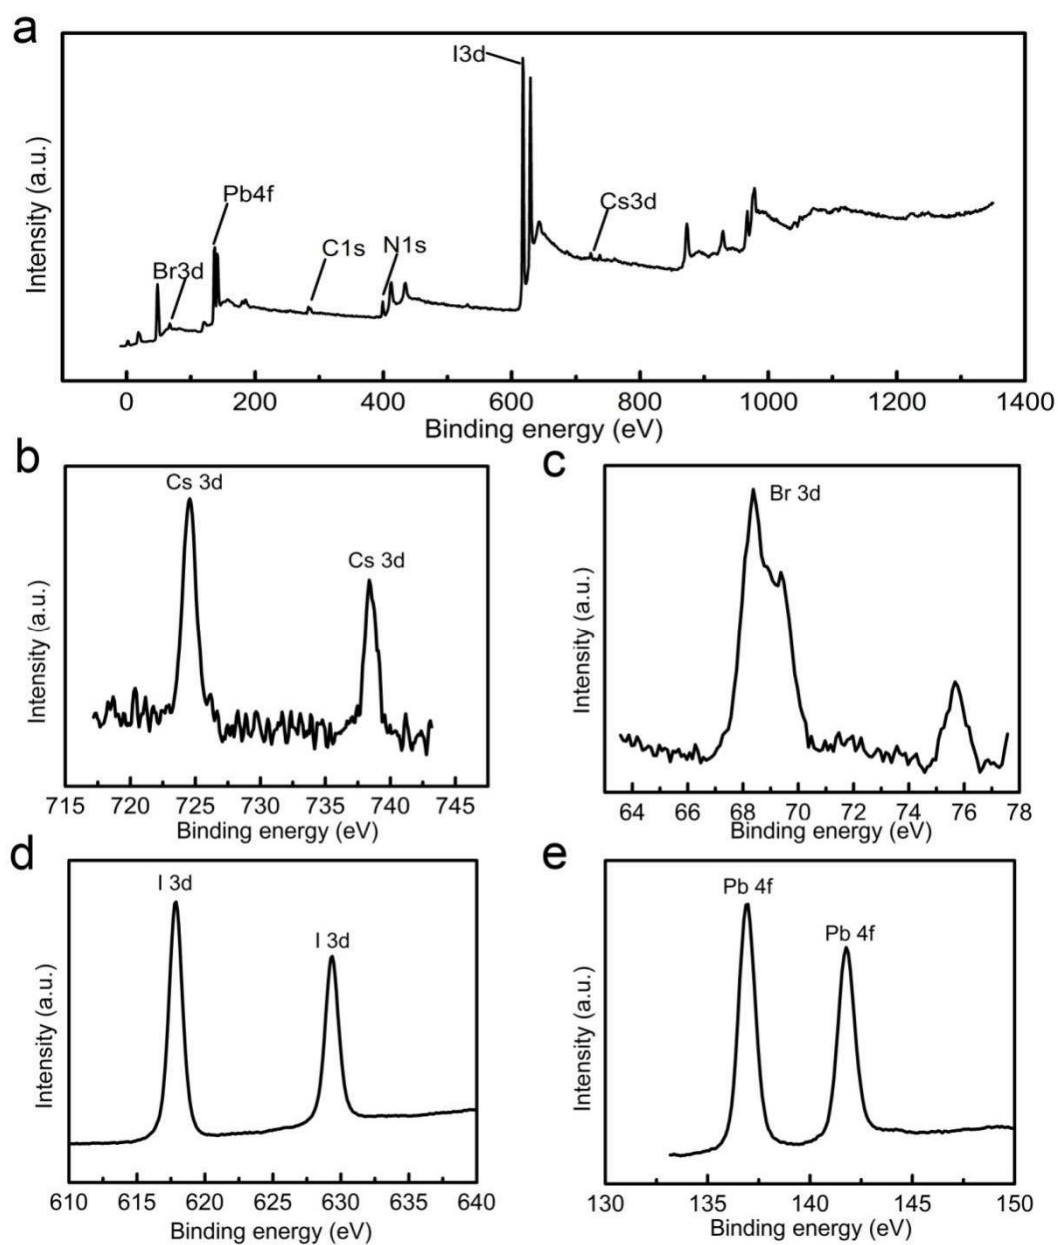 a
Intensity (a.u.)
I3d
Pb4f
Br3d
C1s
N1s
Cs3d
0 200 400 600 800 1000 1200 1400
Binding energy (eV)
b
Intensity (a.u.)
Cs 3d
Cs 3d
715 720 725 730 735 740 745
Binding energy (eV)
c
Intensity (a.u.)
Br 3d
64 66 68 70 72 74 76 78
Binding energy (eV)
d
Intensity (a.u.)
I 3d
I 3d
610 615 620 625 630 635 640
Binding energy (eV)
e
Intensity (a.u.)
Pb 4f
Pb 4f
130 135 140 145 150
Binding energy (eV)